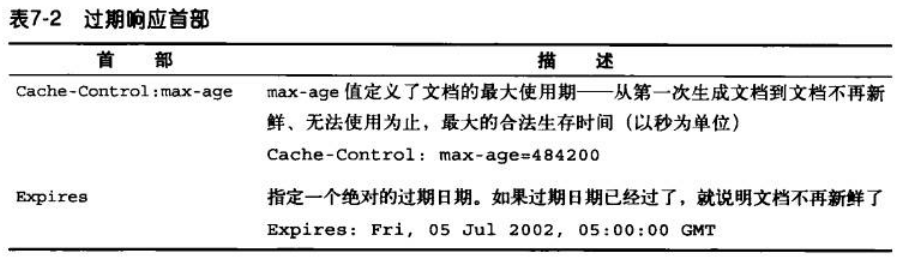 表7-2 过期响应首部
首 部 描 述
Cache-Control:max-age max-age 值定义了文档的最大使用期——从第一次生成文档到文档不再新
鲜、无法使用为止，最大的合法生存时间（以秒为单位）
Cache-Control: max-age=484200
Expires 指定一个绝对的过期日期。如果过期日期已经过了，就说明文档不再新鲜了
Expires: Fri, 05 Jul 2002, 05:00:00 GMT